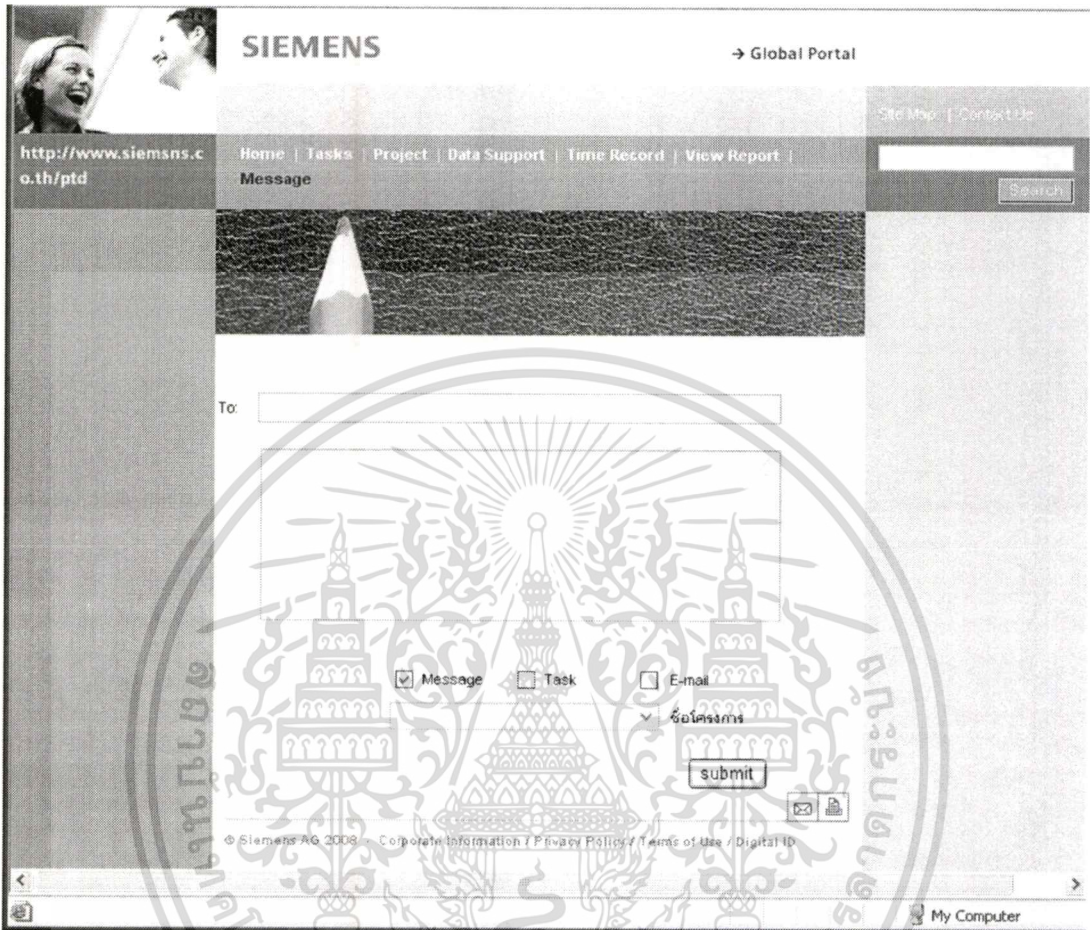 SIEMENS
→ Global Portal
Site Map | Contact Us
http://www.siemsns.c
o.th/ptd
Home | Tasks | Project | Data Support | Time Record | View Report |
Message
Search
To:
Message Task E-mail
ชื่อโครงการ
submit
© Siemens AG 2008 - Corporate Information / Privacy Policy / Terms of Use / Digital ID
My Computer